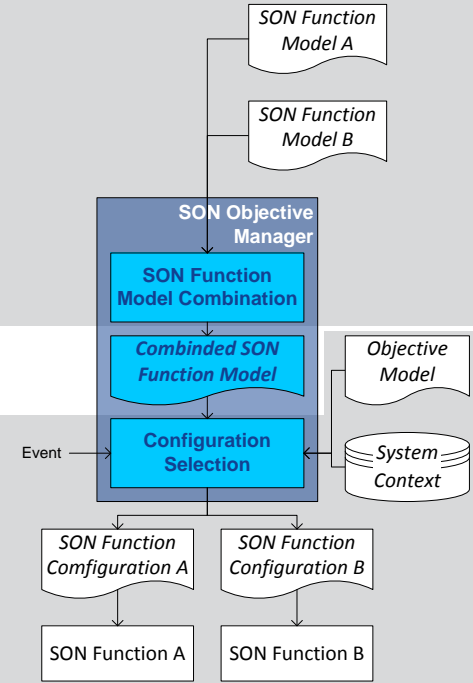 SON Function
Model A
SON Function
Model B
SON Objective
Manager
SON Function
Model Combination
Combinded SON
Function Model
Objective
Model
Event
Configuration
Selection
System
Context
SON Function
Comfiguration A
SON Function
Configuration B
SON Function A
SON Function B